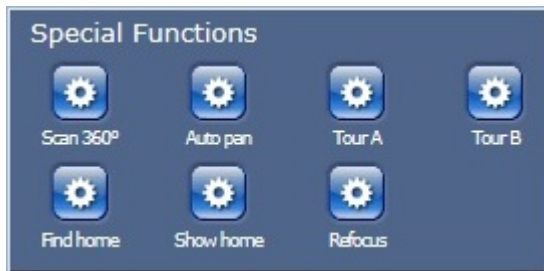 Special Functions
Scan 360º Auto pan Tour A Tour B
Find home Show home Refocus